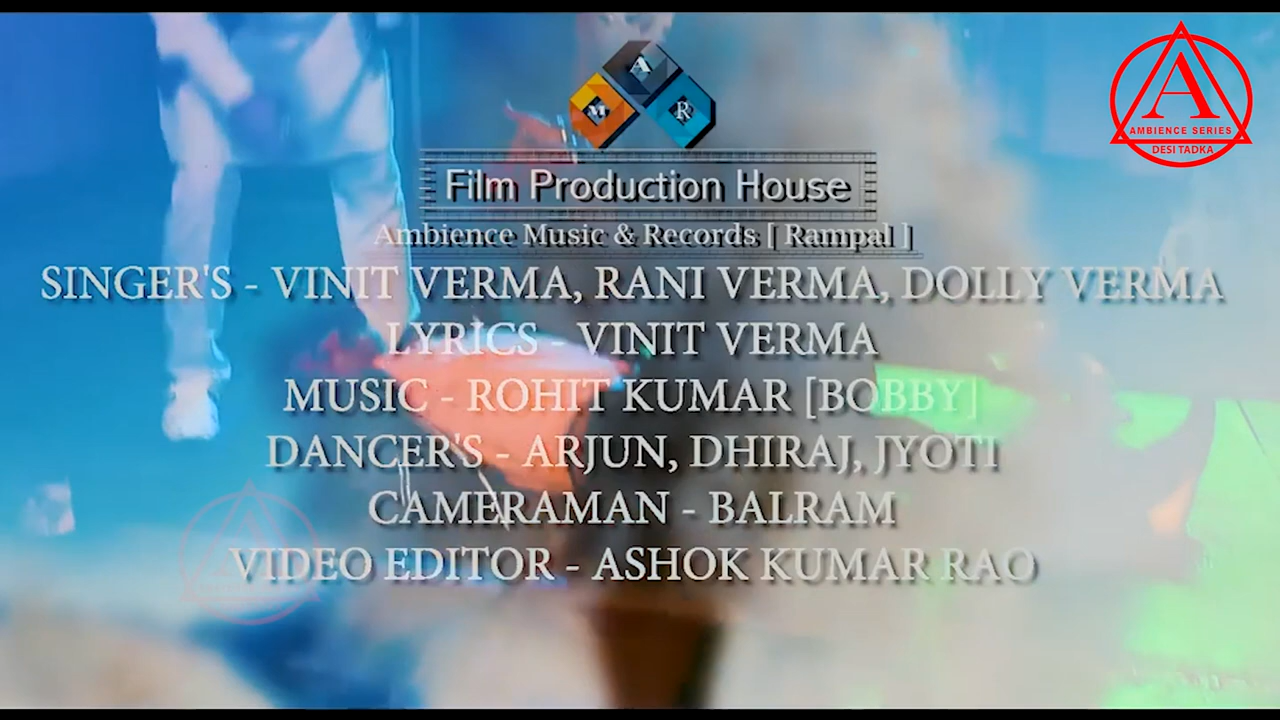 A
M R
A
AMBIENCE SERIES
DESI TADKA
Film Production House
Ambience Music & Records [ Rampal ]
SINGER'S - VINIT VERMA, RANI VERMA, DOLLY VERMA
LYRICS - VINIT VERMA
MUSIC - ROHIT KUMAR [BOBBY]
DANCER'S - ARJUN, DHIRAJ, JYOTI
CAMERAMAN - BALRAM
VIDEO EDITOR - ASHOK KUMAR RAO